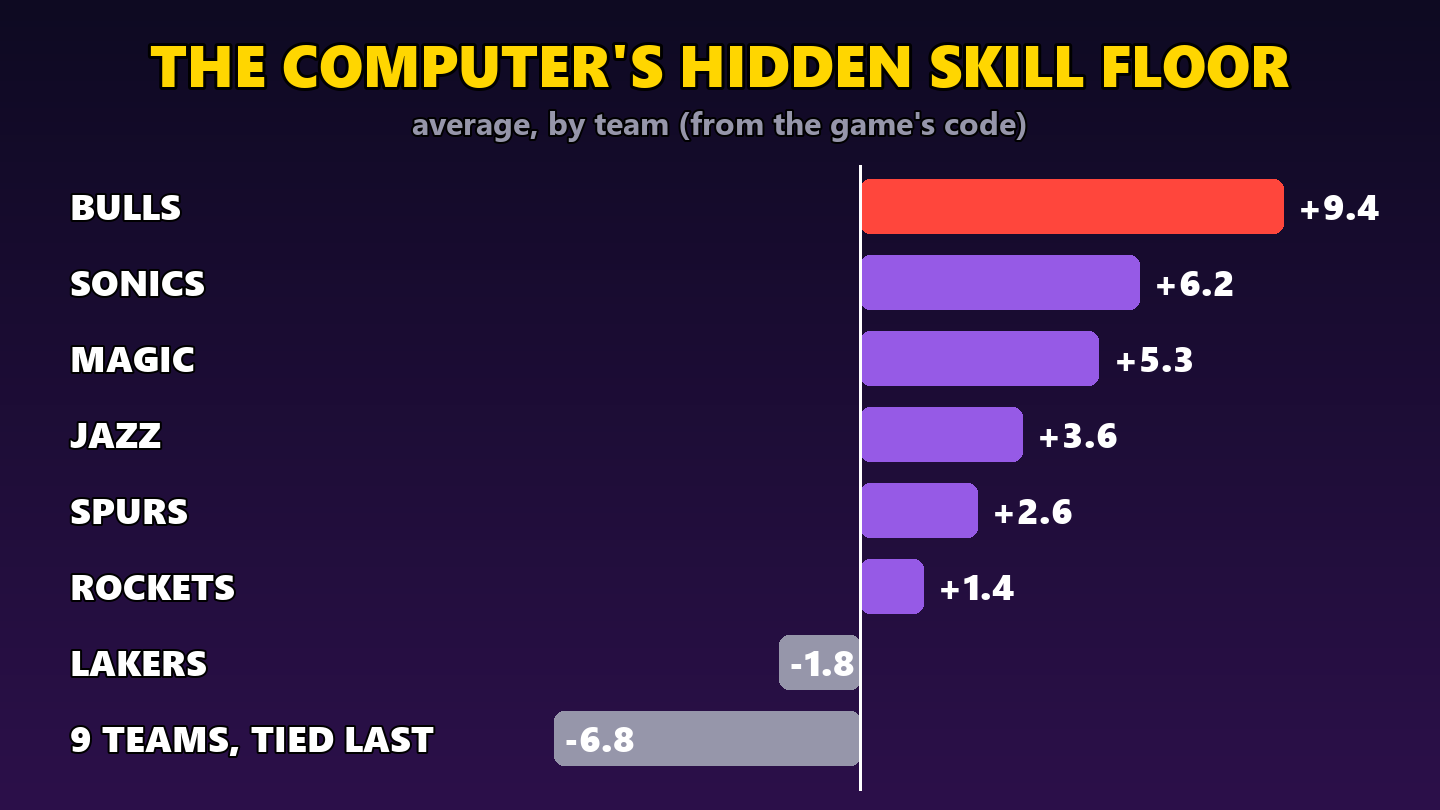 THE COMPUTER'S HIDDEN SKILL FLOOR
average, by team (from the game's code)
BULLS +9.4
SONICS +6.2
MAGIC +5.3
JAZZ +3.6
SPURS +2.6
ROCKETS +1.4
LAKERS -1.8
9 TEAMS, TIED LAST -6.8